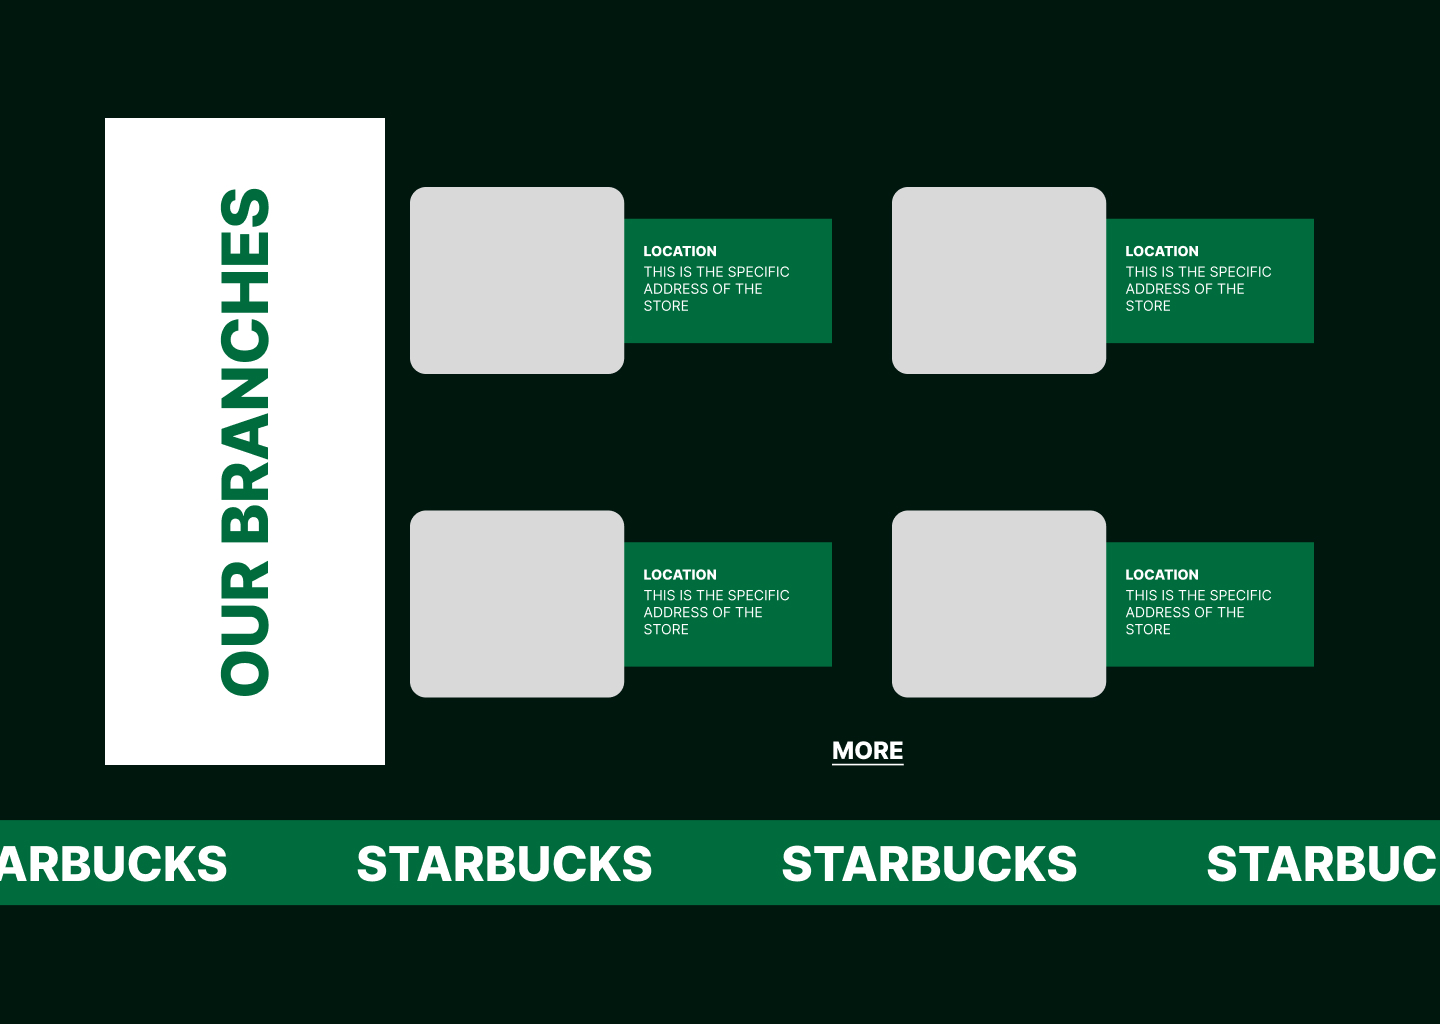 OUR BRANCHES
LOCATION
THIS IS THE SPECIFIC
ADDRESS OF THE
STORE
LOCATION
THIS IS THE SPECIFIC
ADDRESS OF THE
STORE
LOCATION
THIS IS THE SPECIFIC
ADDRESS OF THE
STORE
LOCATION
THIS IS THE SPECIFIC
ADDRESS OF THE
STORE
MORE
ARBUCKS STARBUCKS STARBUCKS STARBUC